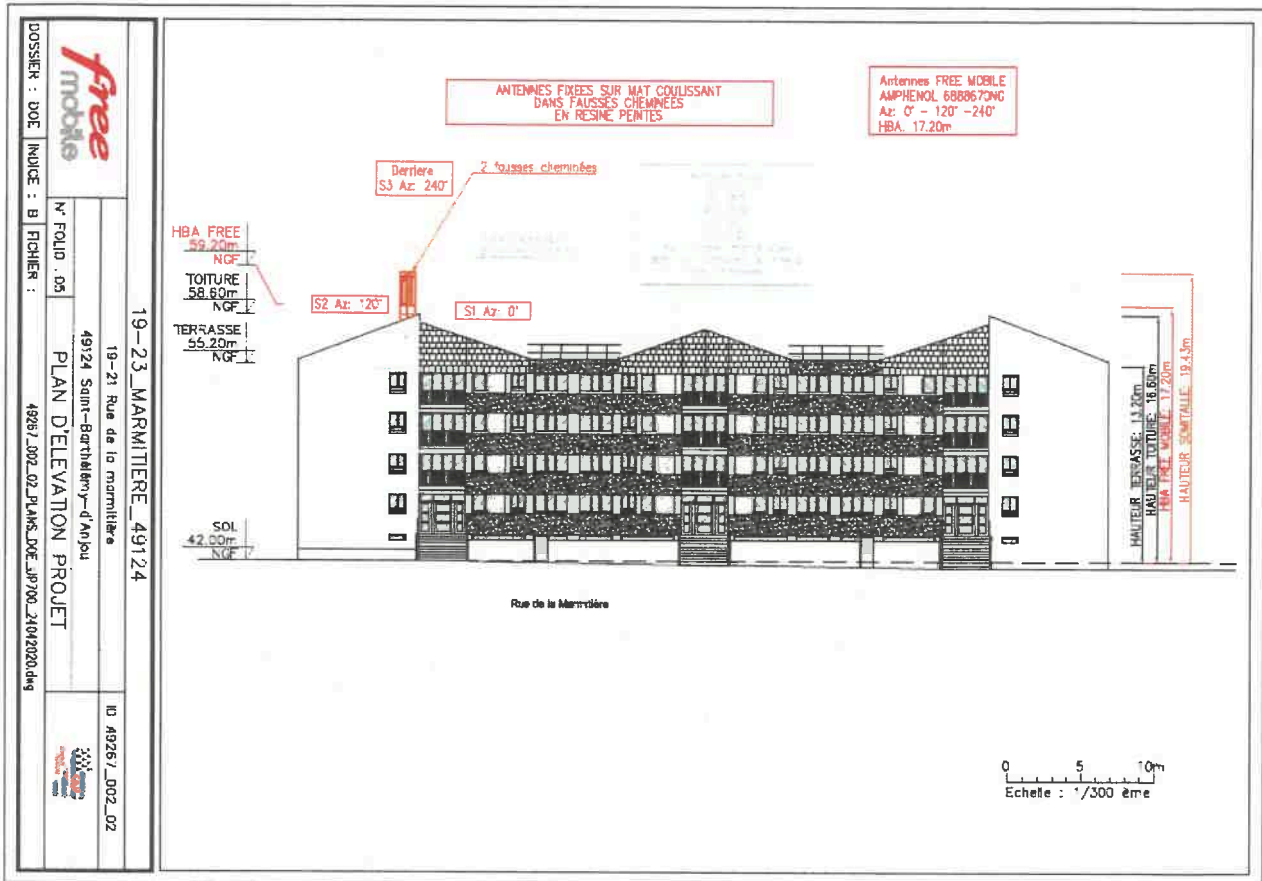 ANTENNES FIXEES SUR MAT COULISSANT
DANS FAUSSES CHEMINEES
EN RESINE PEINTES
Antennes FREE MOBILE
AMPHENOL 6888670NG
Az: 0° - 120° -240°
HBA: 17.20m
Derriere
S3 Az: 240°
2 fausses cheminées
HBA FREE
59.20m
NGF
TOITURE
58.60m
NGF
TERRASSE
55.20m
NGF
S2 Az: 120°
S1 Az: 0°
SOL
42.00m
NGF
HAUTEUR TERRASSE: 13.20m
HAUTEUR TOITURE: 16.60m
HBA FREE MOBILE: 17.20m
HAUTEUR SOMITALLE: 19.43m
Rue de la Marmitière
0 5 10m
Echelle : 1/300 ème
19-23_MARMITIERE_49124
19-21 Rue de la marmitière
49124 Saint-Barthélémy-d'Anjou
ID 49267_002_02
free
mobile
N° FOLIO : 05
PLAN D'ELEVATION PROJET
DOSSIER : DOE
INDICE : B
FICHIER :
49267_002_02_PLANS_DOE_JP700_24042020.dwg